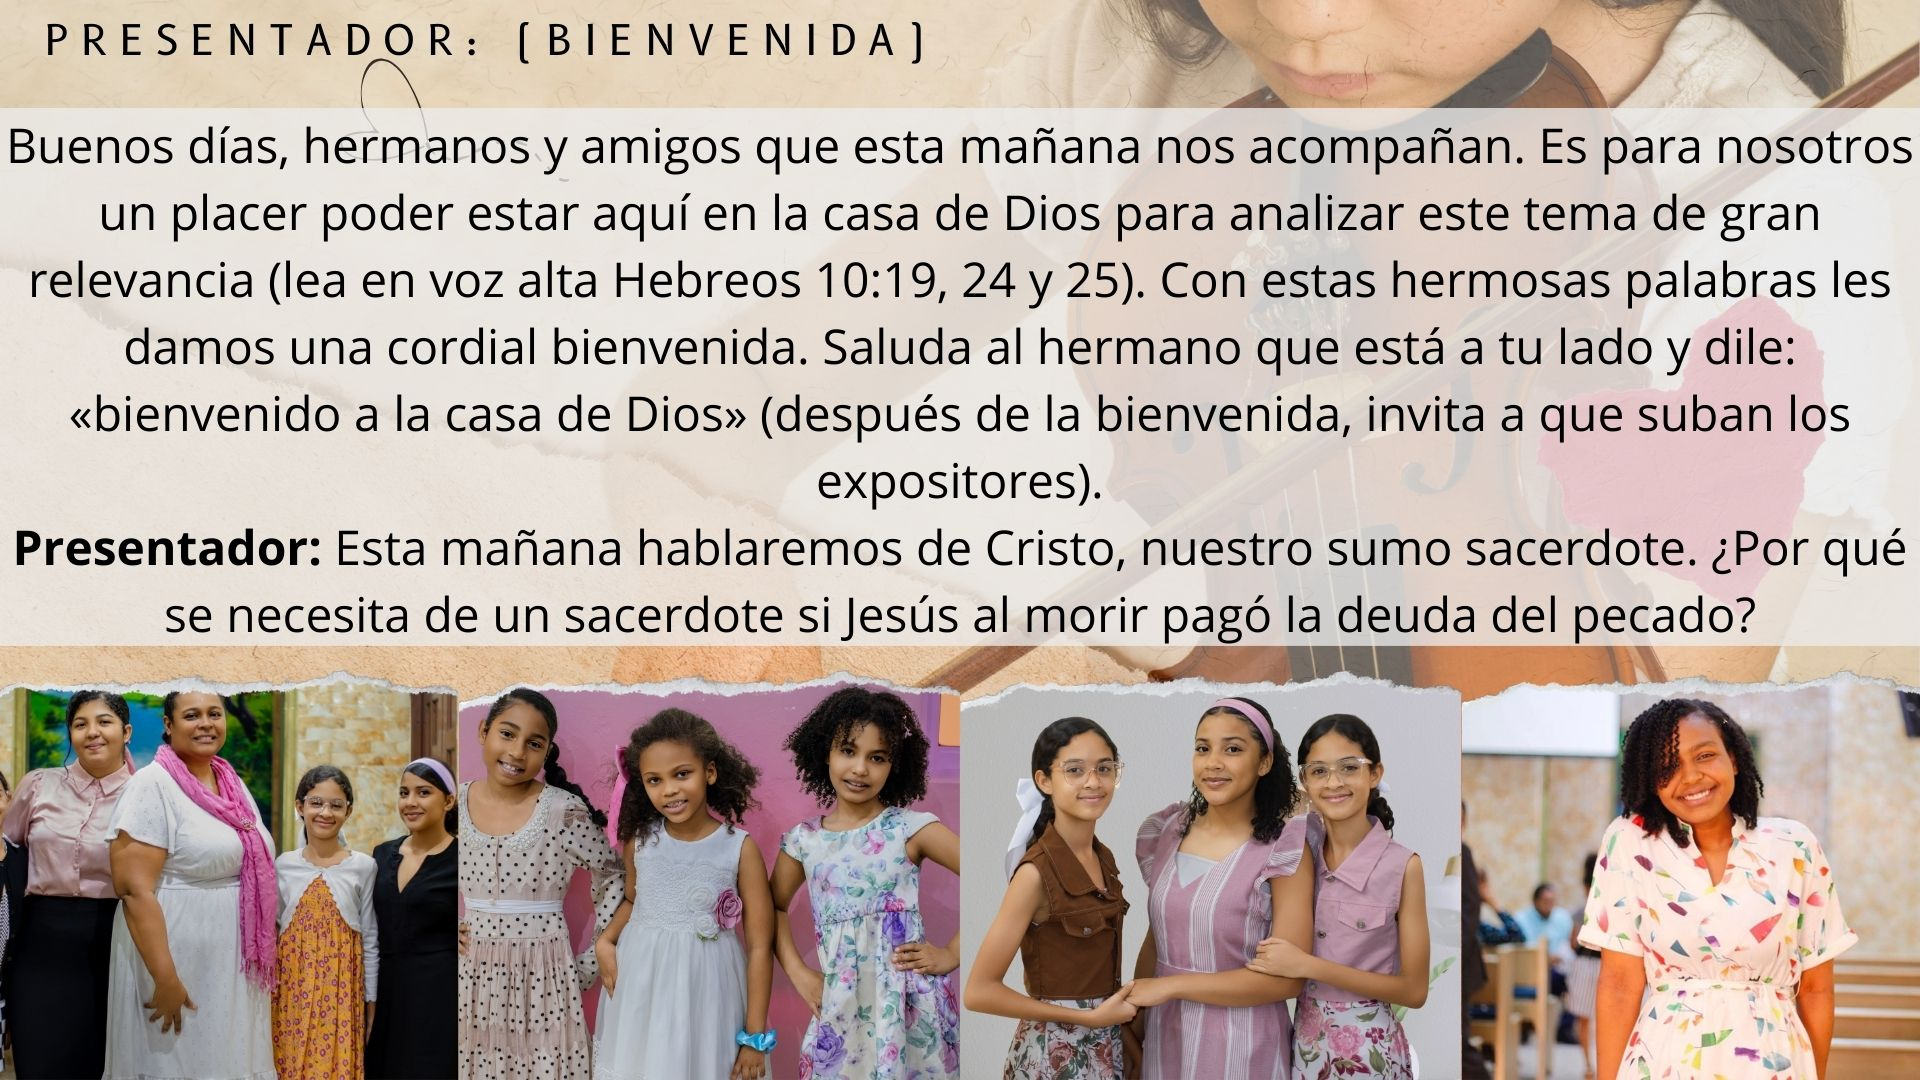 PRESENTADOR: [BIENVENIDA]
Buenos días, hermanos y amigos que esta mañana nos acompañan. Es para nosotros
un placer poder estar aquí en la casa de Dios para analizar este tema de gran
relevancia (lea en voz alta Hebreos 10:19, 24 y 25). Con estas hermosas palabras les
damos una cordial bienvenida. Saluda al hermano que está a tu lado y dile:
«bienvenido a la casa de Dios» (después de la bienvenida, invita a que suban los
expositores).
Presentador: Esta mañana hablaremos de Cristo, nuestro sumo sacerdote. ¿Por qué
se necesita de un sacerdote si Jesús al morir pagó la deuda del pecado?